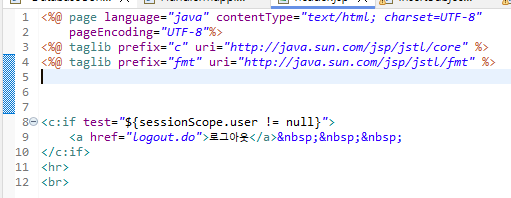 1 <%@ page language="java" contentType="text/html; charset=UTF-8"
2 pageEncoding="UTF-8"%>
3 <%@ taglib prefix="c" uri="http://java.sun.com/jsp/jstl/core" %>
4 <%@ taglib prefix="fmt" uri="http://java.sun.com/jsp/jstl/fmt" %>
5
6
7
8 <c:if test="${sessionScope.user != null}">
9 <a href="logout.do">로그아웃</a>&nbsp;&nbsp;&nbsp;
10 </c:if>
11 <hr>
12 <br>